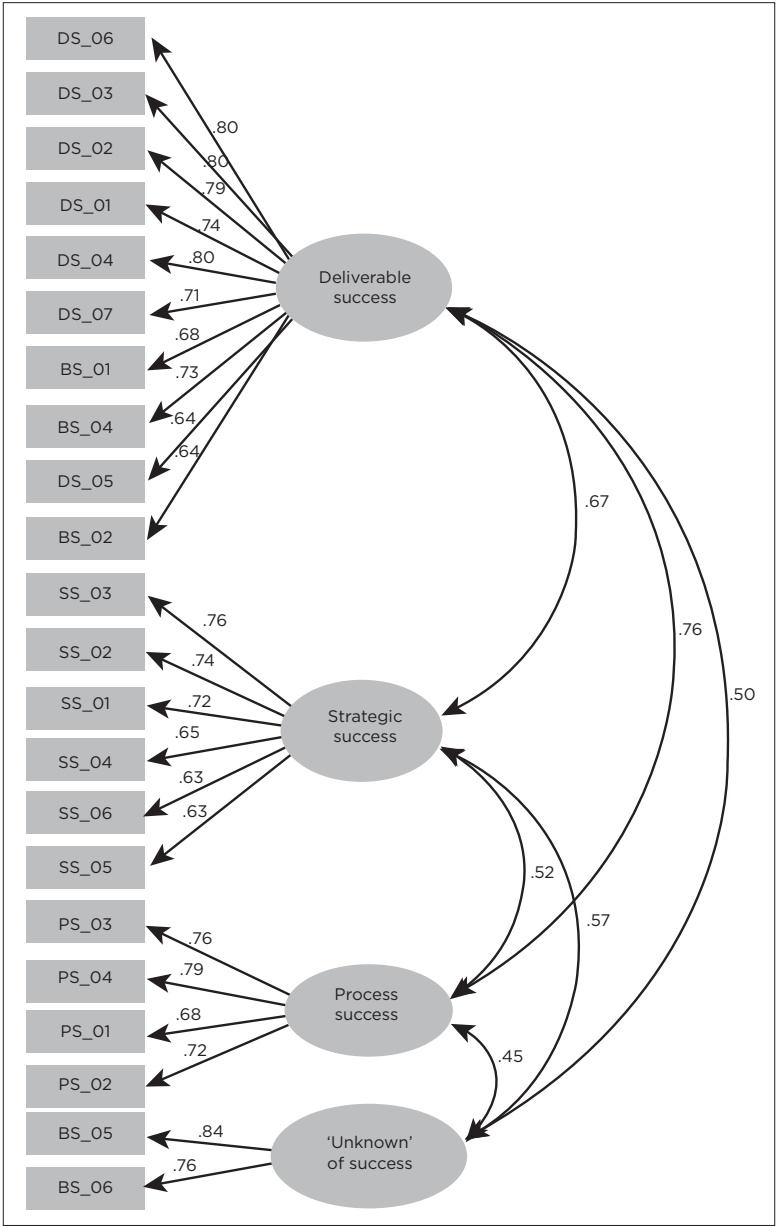 DS_06
DS_03
DS_02
DS_01
DS_04
DS_07
BS_01
BS_04
DS_05
BS_02
.80
.80
.79
.74
.80
.71
.68
.73
.64
.64
Deliverable
success
SS_03
SS_02
SS_01
SS_04
SS_06
SS_05
.76
.74
.72
.65
.63
.63
Strategic
success
PS_03
PS_04
PS_01
PS_02
.76
.79
.68
.72
Process
success
BS_05
BS_06
.84
.76
‘Unknown’
of success
.67
.76
.50
.52
.57
.45